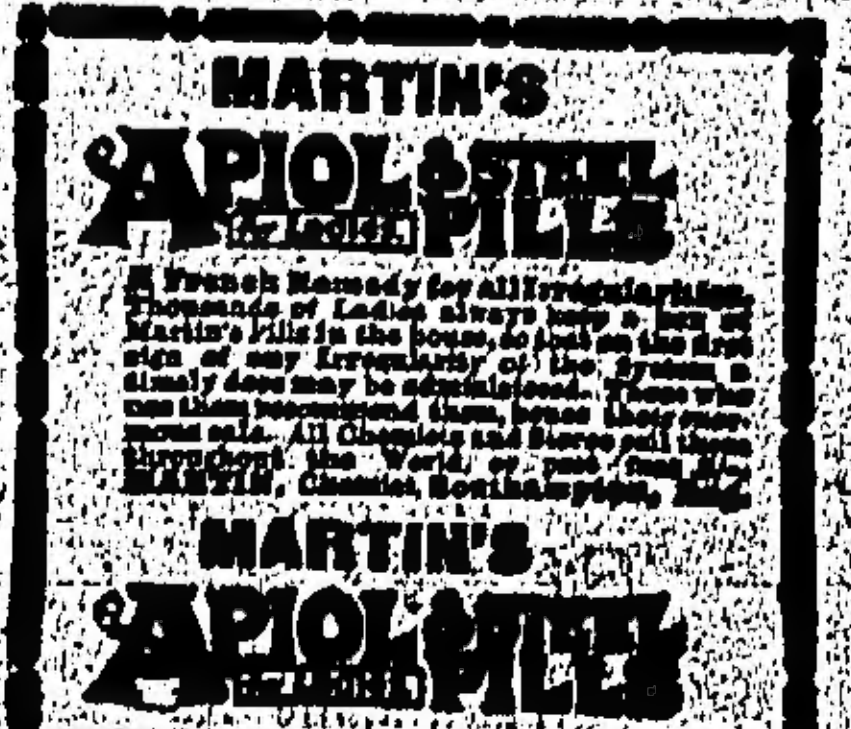 MARTIN'S
APIOL & STEEL
for Ladies PILLS
A French Remedy for all Irregularities.
Thousands of Ladies always keep a box of
Martin's Pills in the house, so that on the first
sign of any Irregularity of the System a
timely dose may be administered. Those who
use them recommend them, hence their enor-
mous sale. All Chemists and Stores sell them
throughout the World, or post free
MARTIN, Chemist, Southampton,
MARTIN'S
APIOL & STEEL
PILLS